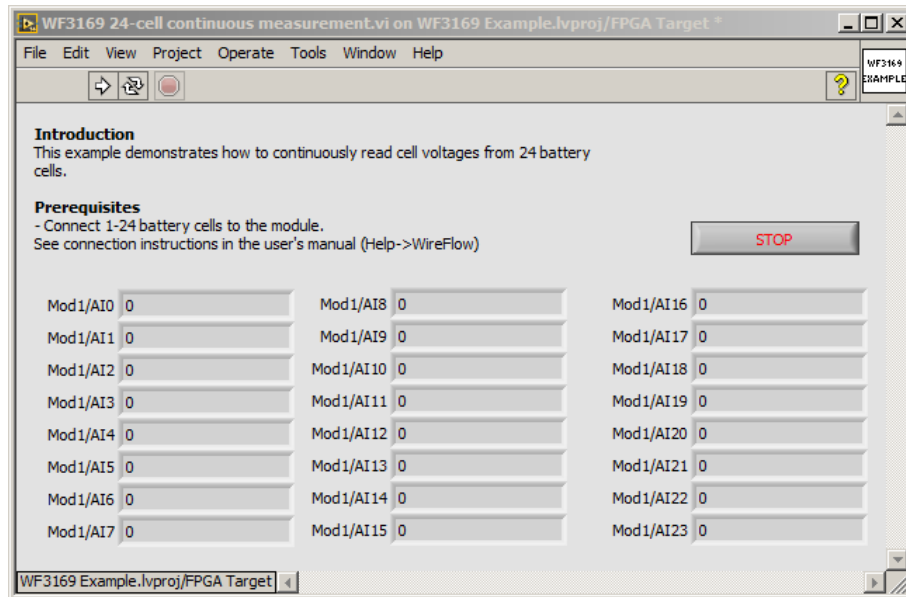 WF3169 24-cell continuous measurement.vi on WF3169 Example.lvproj/FPGA Target *
File Edit View Project Operate Tools Window Help
WF3169
EXAMPLE
?
Introduction
This example demonstrates how to continuously read cell voltages from 24 battery
cells.
Prerequisites
- Connect 1-24 battery cells to the module.
See connection instructions in the user's manual (Help->WireFlow)
STOP
Mod1/AI0 0 Mod1/AI8 0 Mod1/AI16 0
Mod1/AI1 0 Mod1/AI9 0 Mod1/AI17 0
Mod1/AI2 0 Mod1/AI10 0 Mod1/AI18 0
Mod1/AI3 0 Mod1/AI11 0 Mod1/AI19 0
Mod1/AI4 0 Mod1/AI12 0 Mod1/AI20 0
Mod1/AI5 0 Mod1/AI13 0 Mod1/AI21 0
Mod1/AI6 0 Mod1/AI14 0 Mod1/AI22 0
Mod1/AI7 0 Mod1/AI15 0 Mod1/AI23 0
WF3169 Example.lvproj/FPGA Target